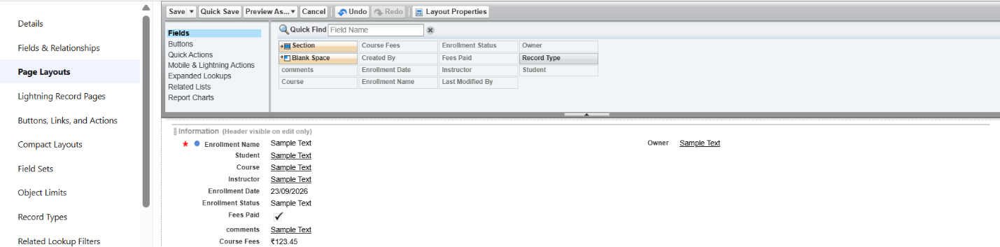 Details
Fields & Relationships
Page Layouts
Lightning Record Pages
Buttons, Links, and Actions
Compact Layouts
Field Sets
Object Limits
Record Types
Related Lookup Filters
Save Quick Save Preview As... Cancel Undo Redo Layout Properties
Fields
Buttons
Quick Actions
Mobile & Lightning Actions
Expanded Lookups
Related Lists
Report Charts
Quick Find Field Name
Section Course Fees Enrollment Status Owner
Blank Space Created By Fees Paid Record Type
comments Enrollment Date Instructor Student
Course Enrollment Name Last Modified By
Information (Header visible on edit only)
* Enrollment Name Sample Text Owner Sample Text
Student Sample Text
Course Sample Text
Instructor Sample Text
Enrollment Date 23/09/2026
Enrollment Status Sample Text
Fees Paid ✓
comments Sample Text
Course Fees ₹123.45